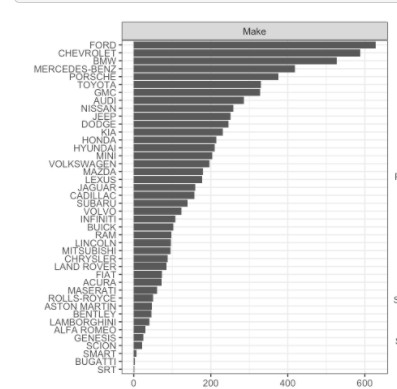 Make
FORD
CHEVROLET
BMW
MERCEDES-BENZ
PORSCHE
TOYOTA
GMC
AUDI
NISSAN
JEEP
DODGE
KIA
HONDA
HYUNDAI
MINI
VOLKSWAGEN
MAZDA
LEXUS
JAGUAR
CADILLAC
SUBARU
VOLVO
INFINITI
BUICK
RAM
LINCOLN
MITSUBISHI
CHRYSLER
LAND ROVER
FIAT
ACURA
MASERATI
ROLLS-ROYCE
ASTON MARTIN
BENTLEY
LAMBORGHINI
ALFA ROMEO
GENESIS
SCION
SMART
BUGATTI
SRT
0 200 400 600